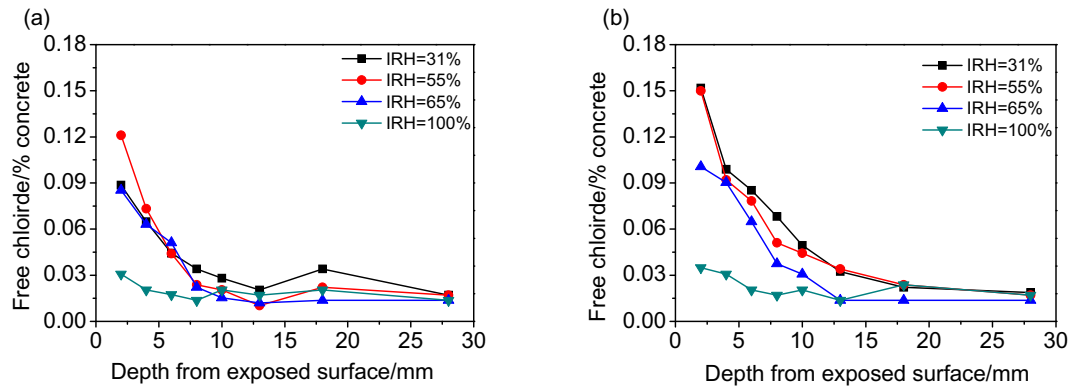 (a)
Free chloirde/% concrete
0.18
0.15
0.12
0.09
0.06
0.03
0.00
IRH=31%
IRH=55%
IRH=65%
IRH=100%
0 5 10 15 20 25 30
Depth from exposed surface/mm
(b)
Free chloirde/% concrete
0.18
0.15
0.12
0.09
0.06
0.03
0.00
IRH=31%
IRH=55%
IRH=65%
IRH=100%
0 5 10 15 20 25 30
Depth from exposed surface/mm